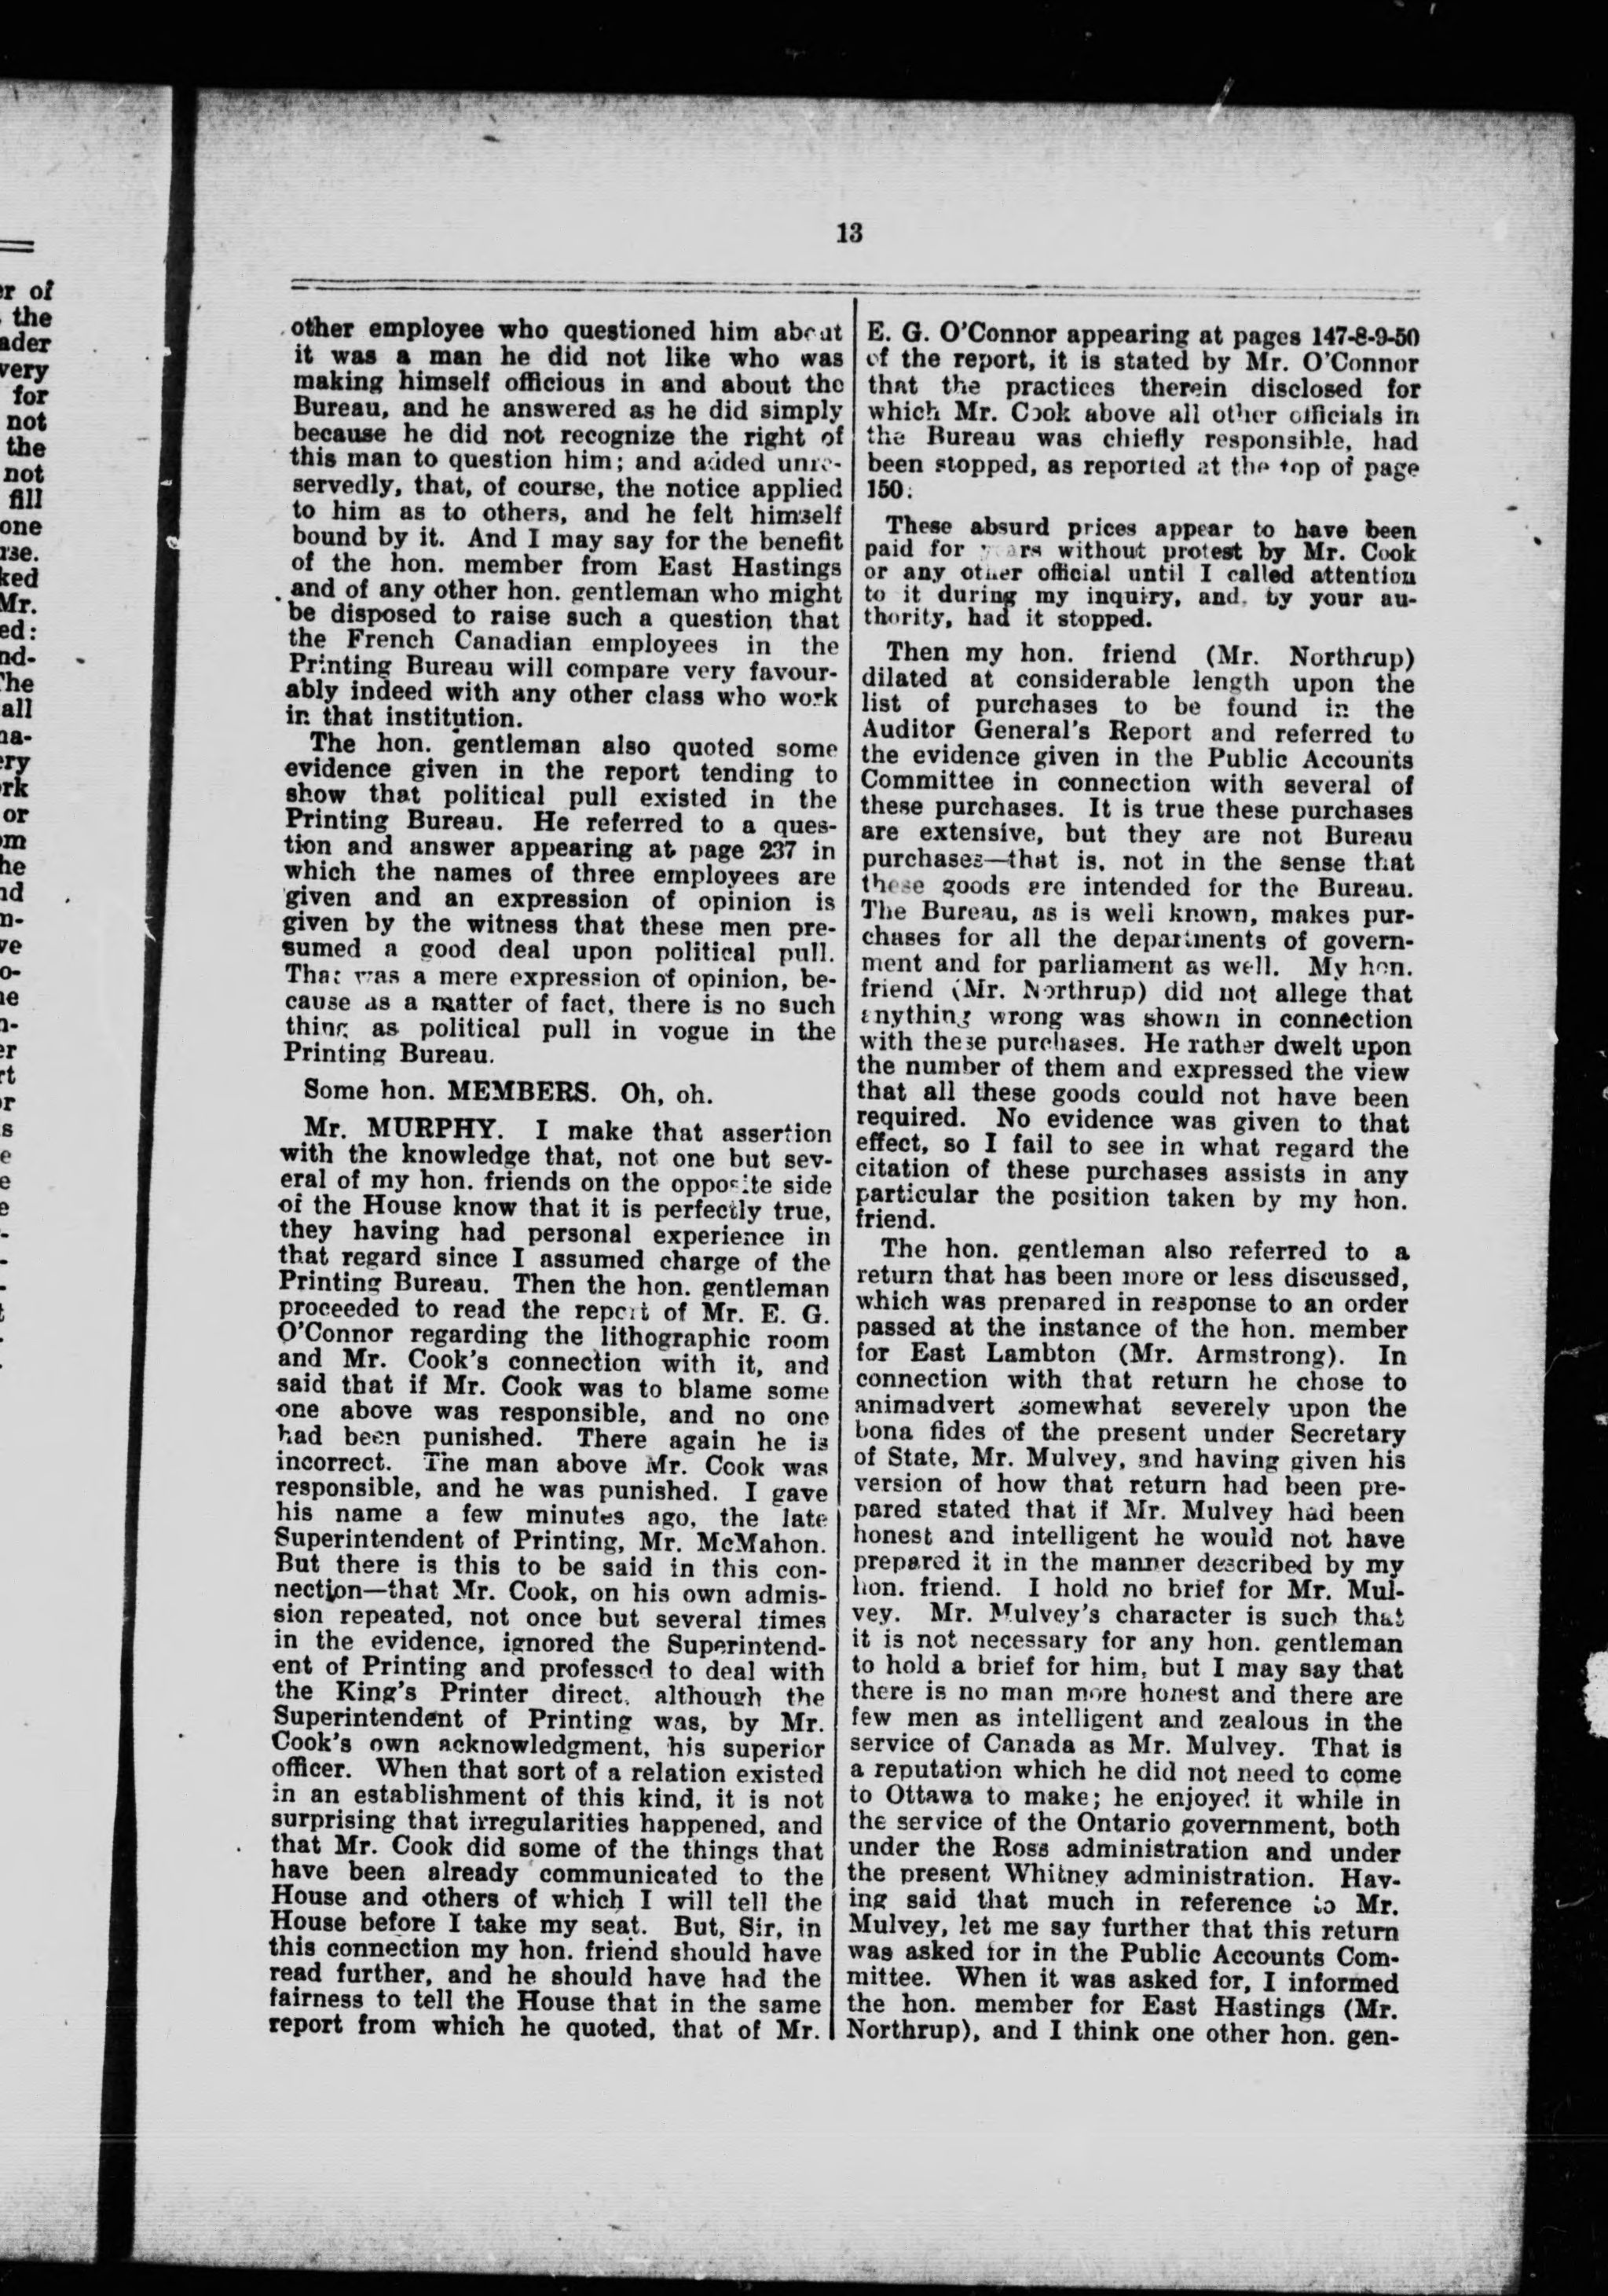 13
er of
the
ader
very
for
not
the
not
fill
one
rse.
ked
Mr.
ed:
nd-
The
all
na-
ery
ork
or
om
he
nd
n-
ve
o-
ne
n-
er
rt
or
s
e
e
e
-
-
-
t
other employee who questioned him about
it was a man he did not like who was
making himself officious in and about the
Bureau, and he answered as he did simply
because he did not recognize the right of
this man to question him; and added unre-
servedly, that, of course, the notice applied
to him as to others, and he felt himself
bound by it. And I may say for the benefit
of the hon. member from East Hastings
and of any other hon. gentleman who might
be disposed to raise such a question that
the French Canadian employees in the
Printing Bureau will compare very favour-
ably indeed with any other class who work
in that institution.
The hon. gentleman also quoted some
evidence given in the report tending to
show that political pull existed in the
Printing Bureau. He referred to a ques-
tion and answer appearing at page 237 in
which the names of three employees are
given and an expression of opinion is
given by the witness that these men pre-
sumed a good deal upon political pull.
That was a mere expression of opinion, be-
cause as a matter of fact, there is no such
thing as political pull in vogue in the
Printing Bureau.
Some hon. MEMBERS. Oh, oh.
Mr. MURPHY. I make that assertion
with the knowledge that, not one but sev-
eral of my hon. friends on the opposite side
of the House know that it is perfectly true,
they having had personal experience in
that regard since I assumed charge of the
Printing Bureau. Then the hon. gentleman
proceeded to read the report of Mr. E. G.
O'Connor regarding the lithographic room
and Mr. Cook's connection with it, and
said that if Mr. Cook was to blame some
one above was responsible, and no one
had been punished. There again he is
incorrect. The man above Mr. Cook was
responsible, and he was punished. I gave
his name a few minutes ago, the late
Superintendent of Printing, Mr. McMahon.
But there is this to be said in this con-
nection—that Mr. Cook, on his own admis-
sion repeated, not once but several times
in the evidence, ignored the Superintend-
ent of Printing and professed to deal with
the King's Printer direct, although the
Superintendent of Printing was, by Mr.
Cook's own acknowledgment, his superior
officer. When that sort of a relation existed
in an establishment of this kind, it is not
surprising that irregularities happened, and
that Mr. Cook did some of the things that
have been already communicated to the
House and others of which I will tell the
House before I take my seat. But, Sir, in
this connection my hon. friend should have
read further, and he should have had the
fairness to tell the House that in the same
report from which he quoted, that of Mr.
E. G. O'Connor appearing at pages 147-8-9-50
of the report, it is stated by Mr. O'Connor
that the practices therein disclosed for
which Mr. Cook above all other officials in
the Bureau was chiefly responsible, had
been stopped, as reported at the top of page
150:
These absurd prices appear to have been
paid for years without protest by Mr. Cook
or any other official until I called attention
to it during my inquiry, and, by your au-
thority, had it stopped.
Then my hon. friend (Mr. Northrup)
dilated at considerable length upon the
list of purchases to be found in the
Auditor General's Report and referred to
the evidence given in the Public Accounts
Committee in connection with several of
these purchases. It is true these purchases
are extensive, but they are not Bureau
purchases—that is, not in the sense that
these goods are intended for the Bureau.
The Bureau, as is well known, makes pur-
chases for all the departments of govern-
ment and for parliament as well. My hon.
friend (Mr. Northrup) did not allege that
anything wrong was shown in connection
with these purchases. He rather dwelt upon
the number of them and expressed the view
that all these goods could not have been
required. No evidence was given to that
effect, so I fail to see in what regard the
citation of these purchases assists in any
particular the position taken by my hon.
friend.
The hon. gentleman also referred to a
return that has been more or less discussed,
which was prepared in response to an order
passed at the instance of the hon. member
for East Lambton (Mr. Armstrong). In
connection with that return he chose to
animadvert somewhat severely upon the
bona fides of the present under Secretary
of State, Mr. Mulvey, and having given his
version of how that return had been pre-
pared stated that if Mr. Mulvey had been
honest and intelligent he would not have
prepared it in the manner described by my
hon. friend. I hold no brief for Mr. Mul-
vey. Mr. Mulvey's character is such that
it is not necessary for any hon. gentleman
to hold a brief for him, but I may say that
there is no man more honest and there are
few men as intelligent and zealous in the
service of Canada as Mr. Mulvey. That is
a reputation which he did not need to come
to Ottawa to make; he enjoyed it while in
the service of the Ontario government, both
under the Ross administration and under
the present Whitney administration. Hav-
ing said that much in reference to Mr.
Mulvey, let me say further that this return
was asked for in the Public Accounts Com-
mittee. When it was asked for, I informed
the hon. member for East Hastings (Mr.
Northrup), and I think one other hon. gen-